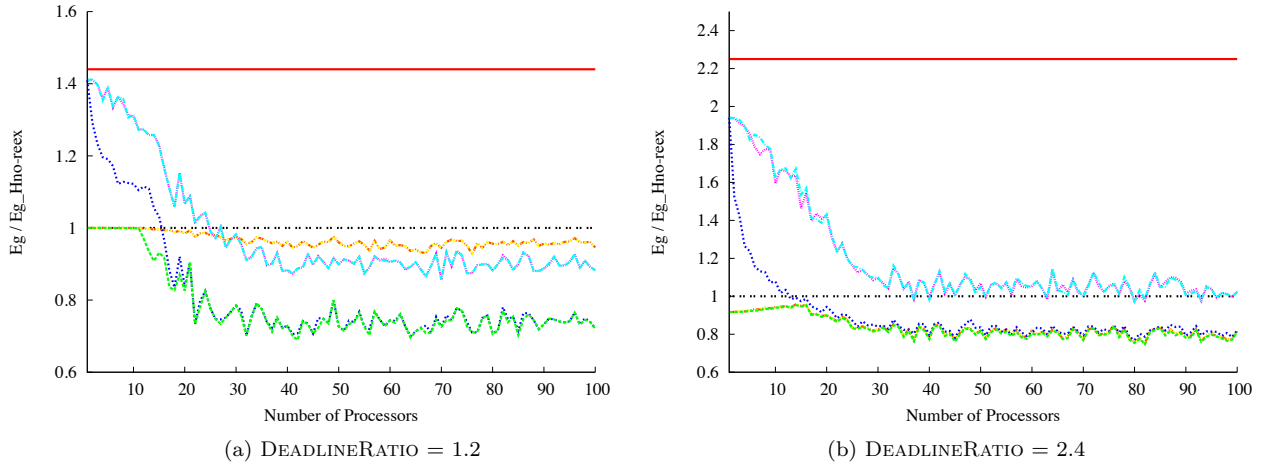 1.6
1.4
1.2
1
0.8
0.6
Eg / Eg_Hno-reex
10 20 30 40 50 60 70 80 90 100
Number of Processors
(a) DEADLINERATIO = 1.2
2.4
2.2
2
1.8
1.6
1.4
1.2
1
0.8
0.6
Eg / Eg_Hno-reex
10 20 30 40 50 60 70 80 90 100
Number of Processors
(b) DEADLINERATIO = 2.4